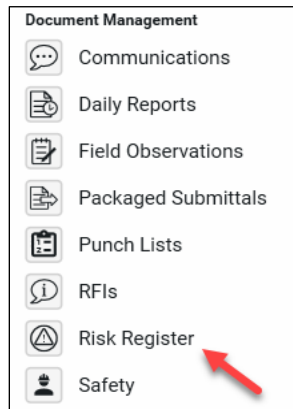 Document Management
Communications
Daily Reports
Field Observations
Packaged Submittals
Punch Lists
RFIs
Risk Register
Safety